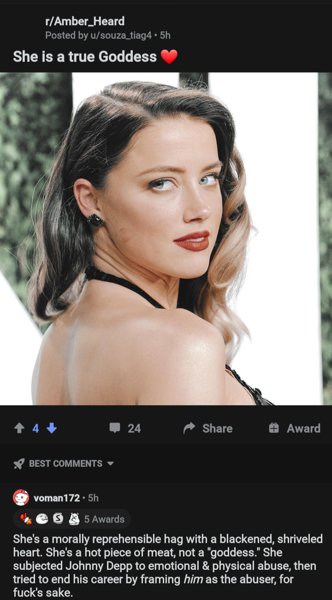 r/Amber_Heard
Posted by u/souza_tiag4 • 5h
She is a true Goddess ❤️
4
24
Share
Award
BEST COMMENTS
voman172 • 5h
5 Awards
She's a morally reprehensible hag with a blackened, shriveled
heart. She's a hot piece of meat, not a "goddess." She
subjected Johnny Depp to emotional & physical abuse, then
tried to end his career by framing him as the abuser, for
fuck's sake.